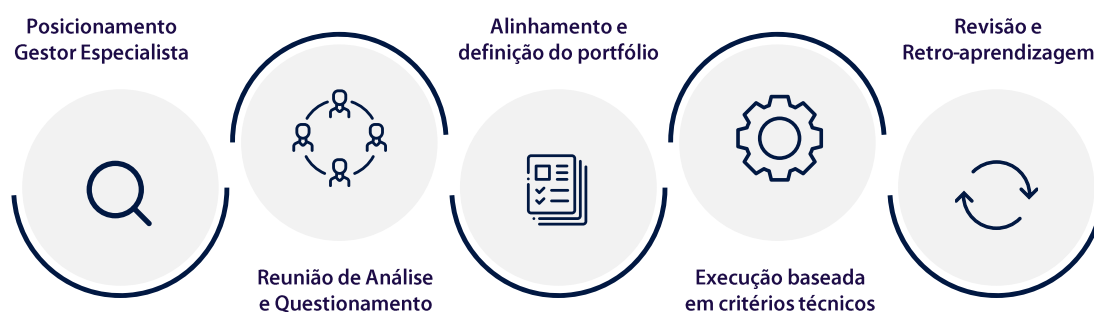 Posicionamento
Gestor Especialista
Reunião de Análise
e Questionamento
Alinhamento e
definição do portfólio
Execução baseada
em critérios técnicos
Revisão e
Retro-aprendizagem